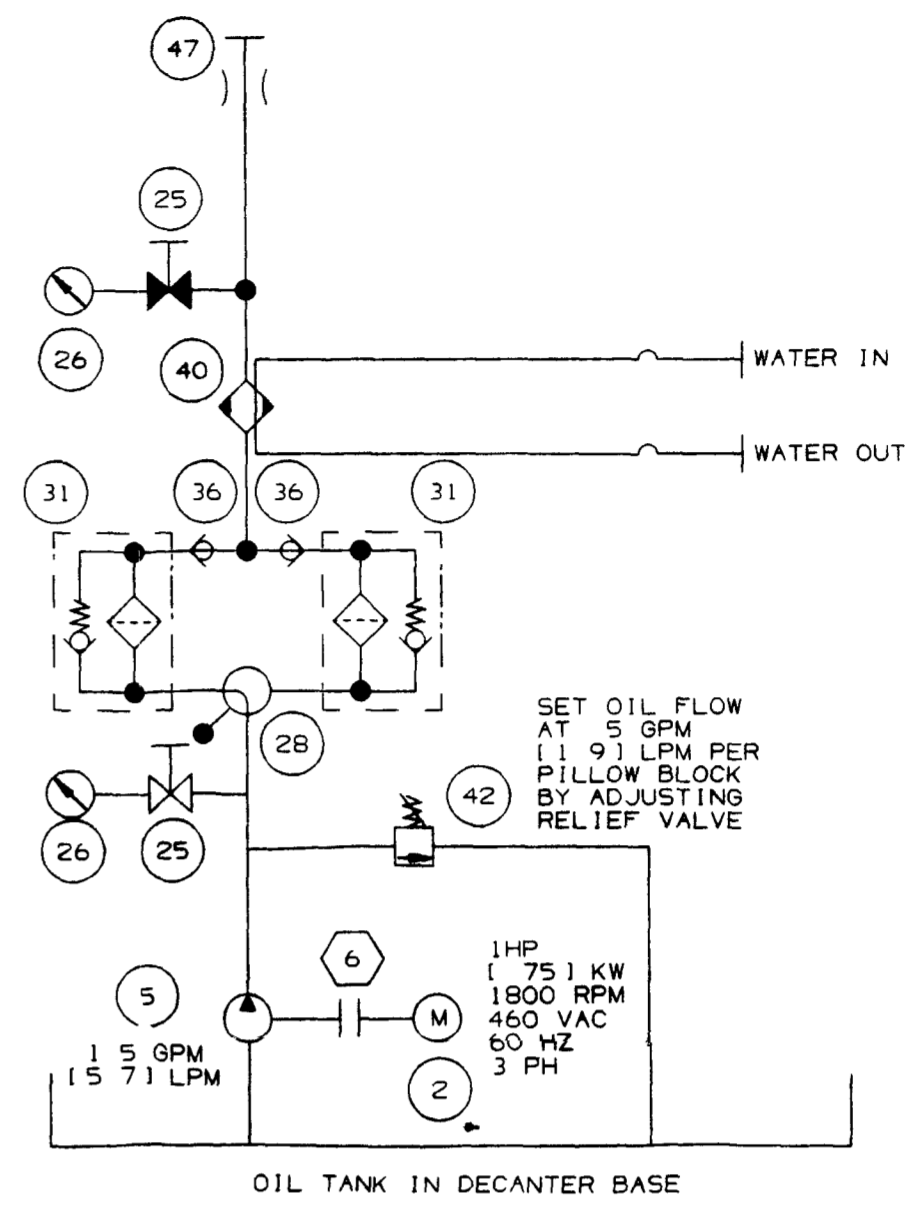 47
25
26
40
WATER IN
WATER OUT
31
36
36
31
SET OIL FLOW
AT 5 GPM
[1 9] LPM PER
PILLOW BLOCK
BY ADJUSTING
RELIEF VALVE
28
42
26
25
6
1HP
[ 75] KW
1800 RPM
460 VAC
60 HZ
3 PH
5
M
1 5 GPM
[5 7] LPM
2
OIL TANK IN DECANTER BASE